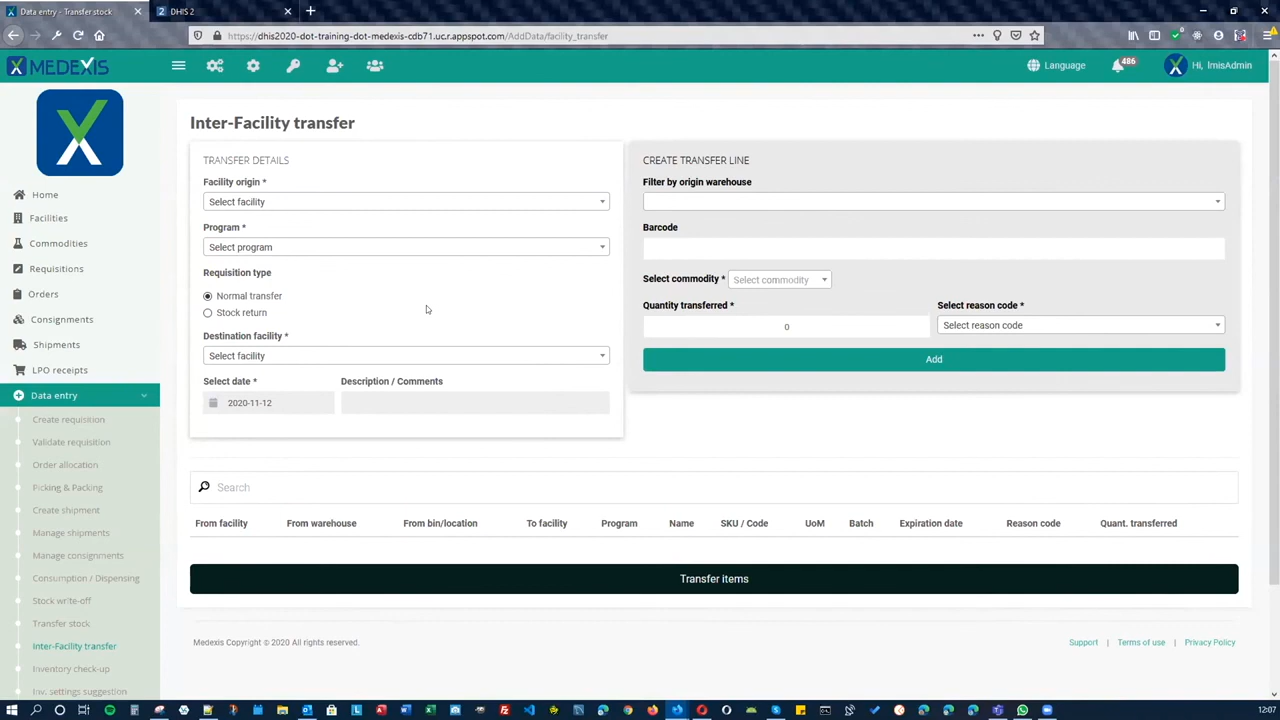 Data entry - Transfer stock
DHIS 2
https://dhis2020-dot-training-dot-medexis-cdb71.uc.r.appspot.com/AddData/facility_transfer
MEDEXIS
Language
486
Hi, lmisAdmin
Home
Facilities
Commodities
Requisitions
Orders
Consignments
Shipments
LPO receipts
Data entry
Create requisition
Validate requisition
Order allocation
Picking & Packing
Create shipment
Manage shipments
Manage consignments
Consumption / Dispensing
Stock write-off
Transfer stock
Inter-Facility transfer
Inventory check-up
Inv. settings suggestion
Inter-Facility transfer
TRANSFER DETAILS
Facility origin *
Select facility
Program *
Select program
Requisition type
Normal transfer
Stock return
Destination facility *
Select facility
Select date * Description / Comments
2020-11-12
CREATE TRANSFER LINE
Filter by origin warehouse
Barcode
Select commodity * Select commodity
Quantity transferred * Select reason code *
0 Select reason code
Add
Search
From facility From warehouse From bin/location To facility Program Name SKU / Code UoM Batch Expiration date Reason code Quant. transferred
Transfer items
Medexis Copyright © 2020 All rights reserved.
Support | Terms of use | Privacy Policy
12:07